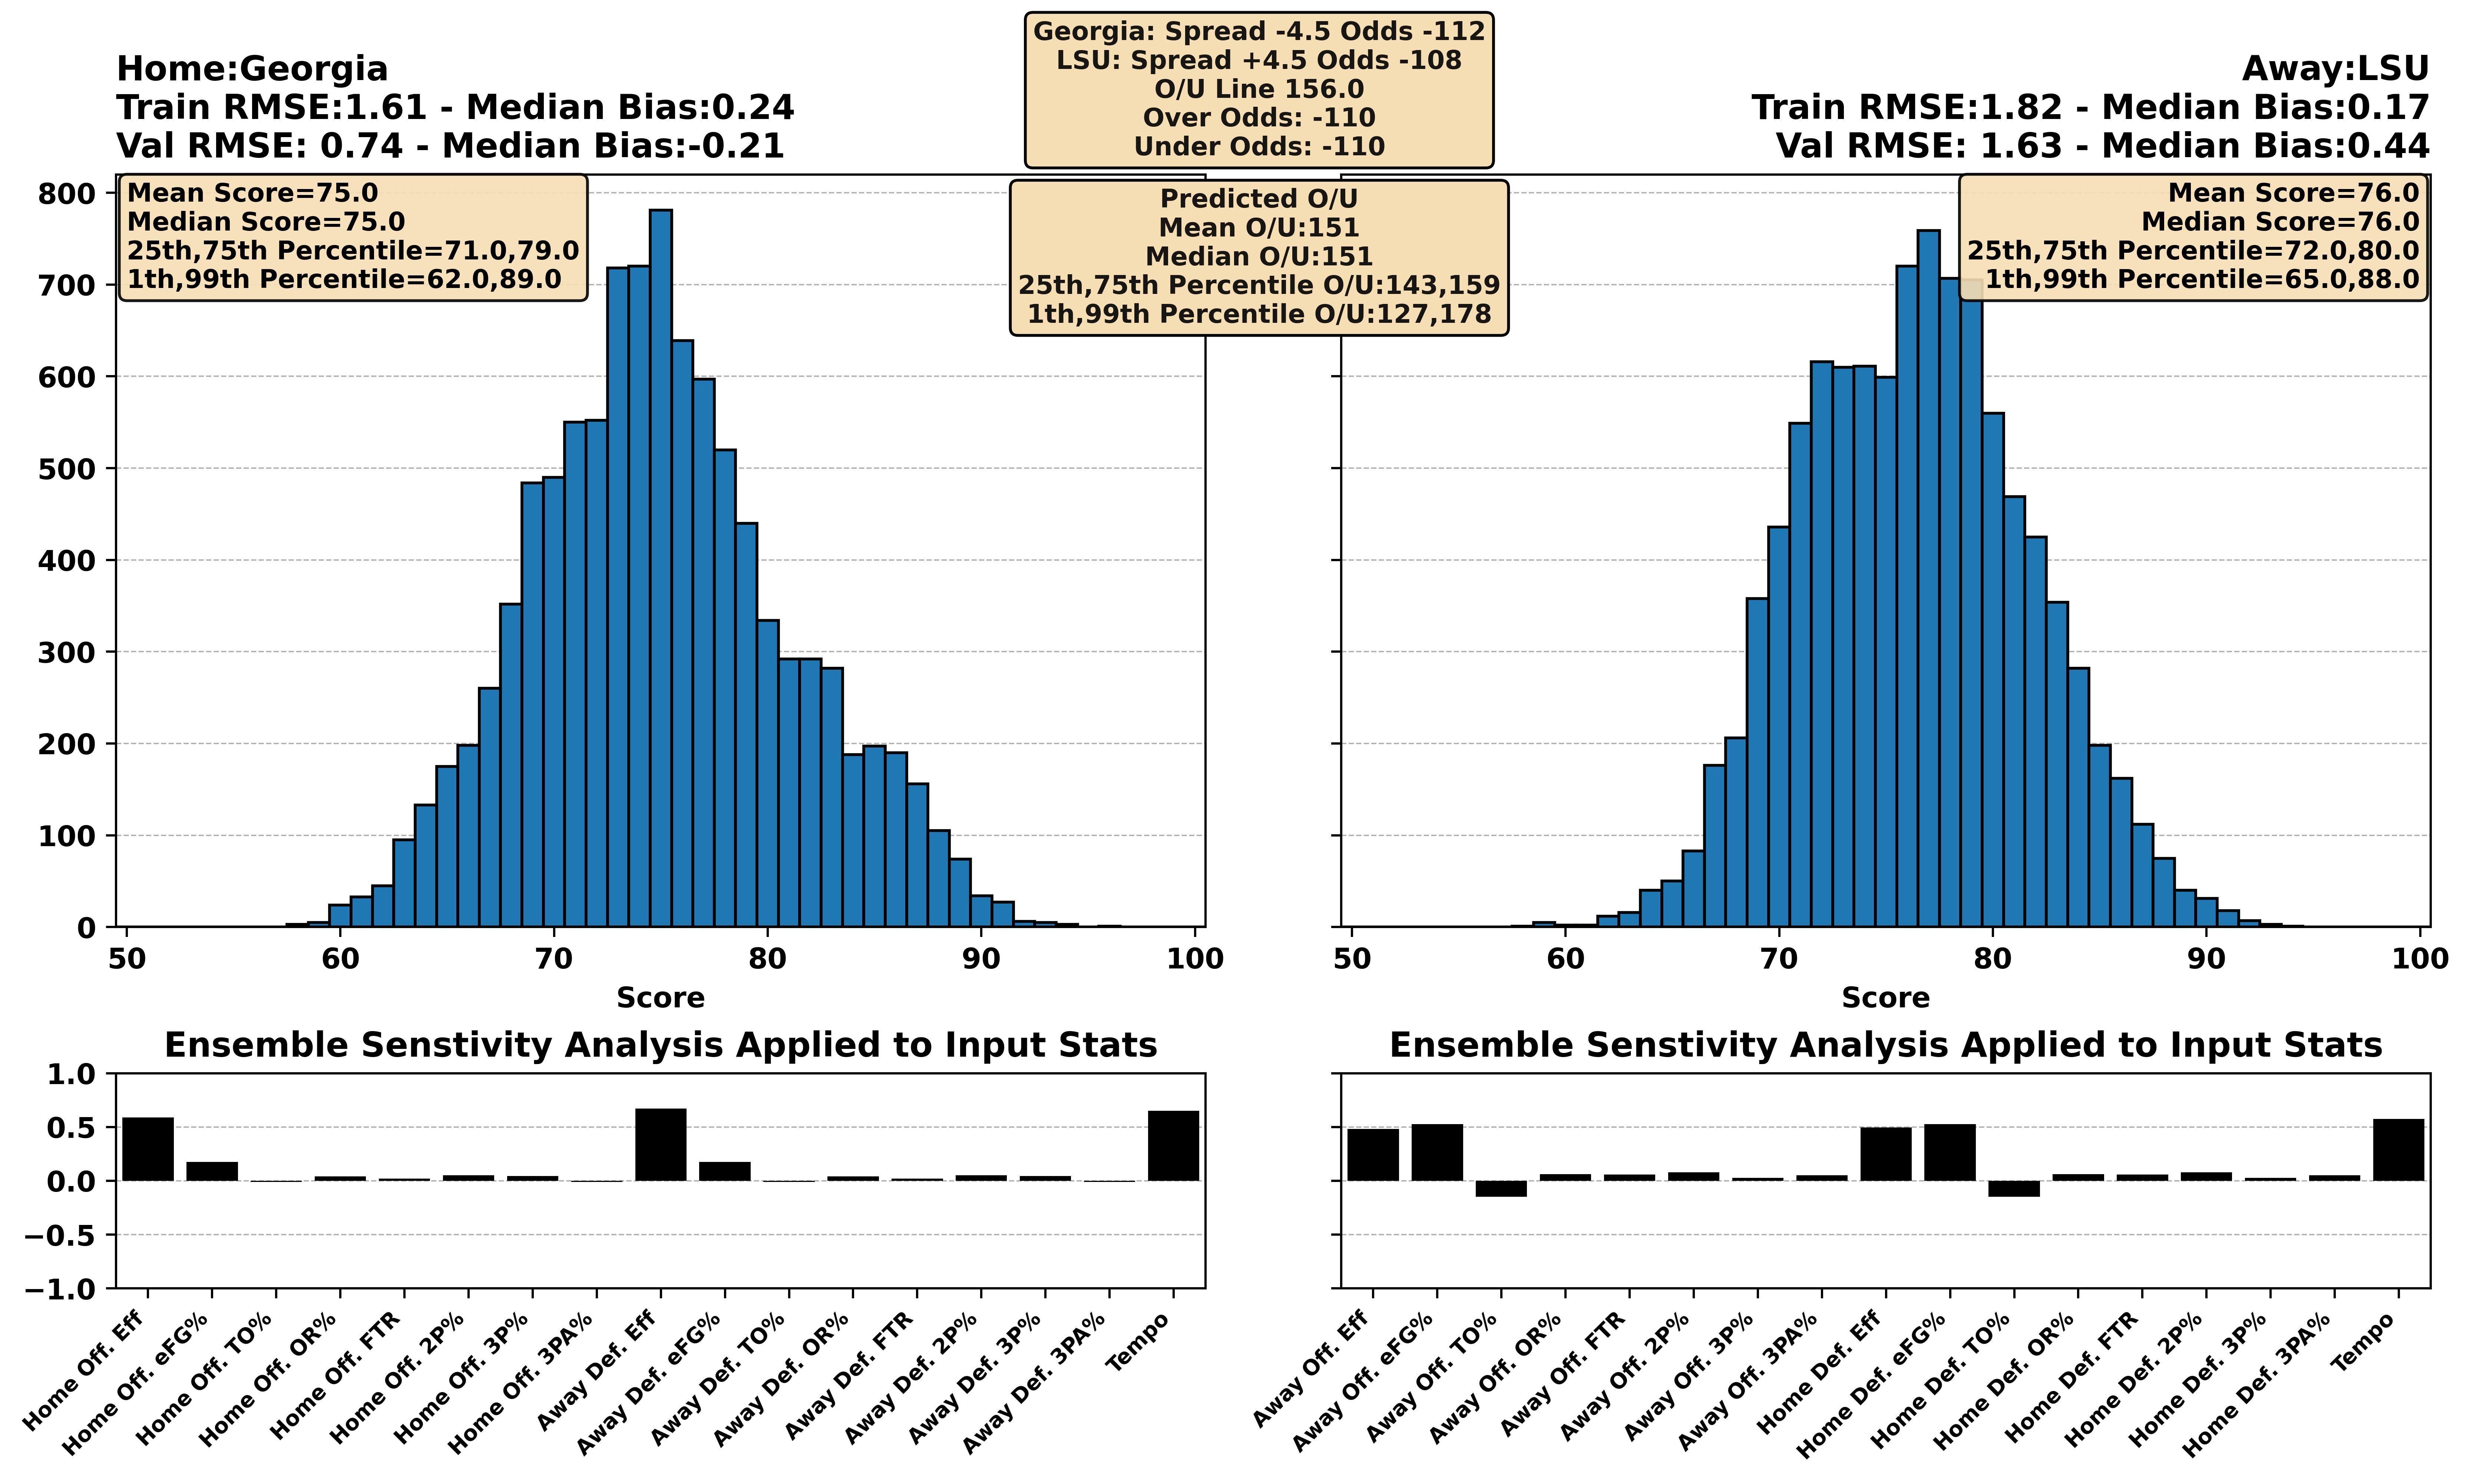 Georgia: Spread -4.5 Odds -112
LSU: Spread +4.5 Odds -108
O/U Line 156.0
Over Odds: -110
Under Odds: -110
Home:Georgia
Train RMSE:1.61 - Median Bias:0.24
Val RMSE: 0.74 - Median Bias:-0.21
Away:LSU
Train RMSE:1.82 - Median Bias:0.17
Val RMSE: 1.63 - Median Bias:0.44
Mean Score=75.0
Median Score=75.0
25th,75th Percentile=71.0,79.0
1th,99th Percentile=62.0,89.0
Predicted O/U
Mean O/U:151
Median O/U:151
25th,75th Percentile O/U:143,159
1th,99th Percentile O/U:127,178
Mean Score=76.0
Median Score=76.0
25th,75th Percentile=72.0,80.0
1th,99th Percentile=65.0,88.0
800
700
600
500
400
300
200
100
0
50 60 70 80 90 100
Score
50 60 70 80 90 100
Score
Ensemble Senstivity Analysis Applied to Input Stats
1.0
0.5
0.0
−0.5
−1.0
Home Off. Eff
Home Off. eFG%
Home Off. TO%
Home Off. OR%
Home Off. FTR
Home Off. 2P%
Home Off. 3P%
Home Off. 3PA%
Away Def. Eff
Away Def. eFG%
Away Def. TO%
Away Def. OR%
Away Def. FTR
Away Def. 2P%
Away Def. 3P%
Away Def. 3PA%
Tempo
Ensemble Senstivity Analysis Applied to Input Stats
Away Off. Eff
Away Off. eFG%
Away Off. TO%
Away Off. OR%
Away Off. FTR
Away Off. 2P%
Away Off. 3P%
Away Off. 3PA%
Home Def. Eff
Home Def. eFG%
Home Def. TO%
Home Def. OR%
Home Def. FTR
Home Def. 2P%
Home Def. 3P%
Home Def. 3PA%
Tempo